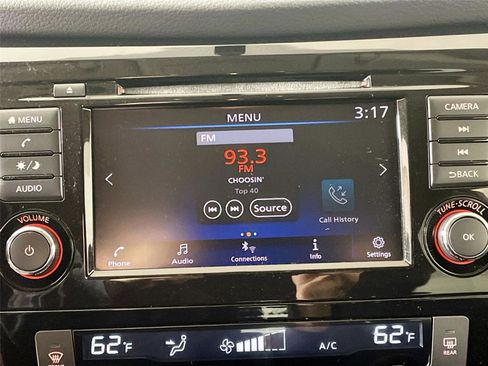 MENU
3:17
MENU
FM
93.3
FM
CHOOSIN'
Top 40
Source
Call History
AUDIO
CAMERA
BACK
VOLUME
TUNE•SCROLL
OK
Phone
Audio
Connections
Info
Settings
62°F
A/C
62°F
FRONT
REAR